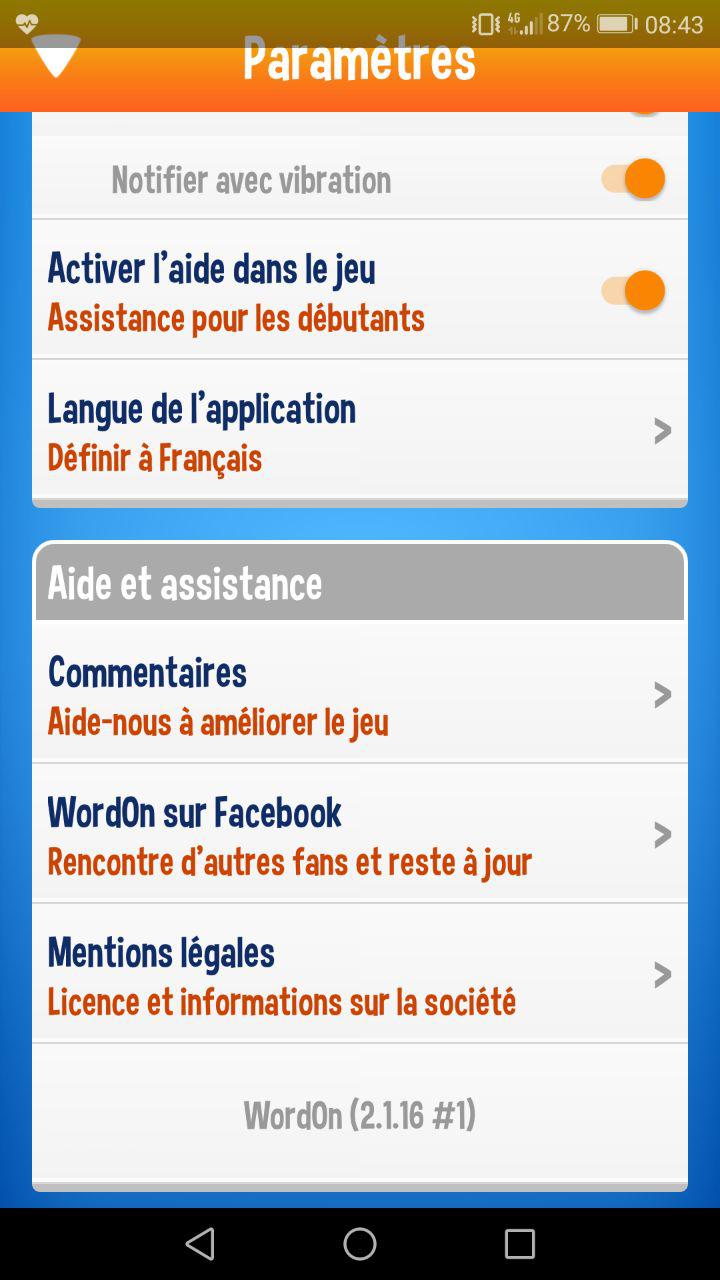 4G 87% 08:43
Paramètres
Notifier avec vibration
Activer l'aide dans le jeu
Assistance pour les débutants
Langue de l'application
Définir à Français
>
Aide et assistance
Commentaires
Aide-nous à améliorer le jeu
>
WordOn sur Facebook
Rencontre d'autres fans et reste à jour
>
Mentions légales
Licence et informations sur la société
>
WordOn (2.1.16 #1)